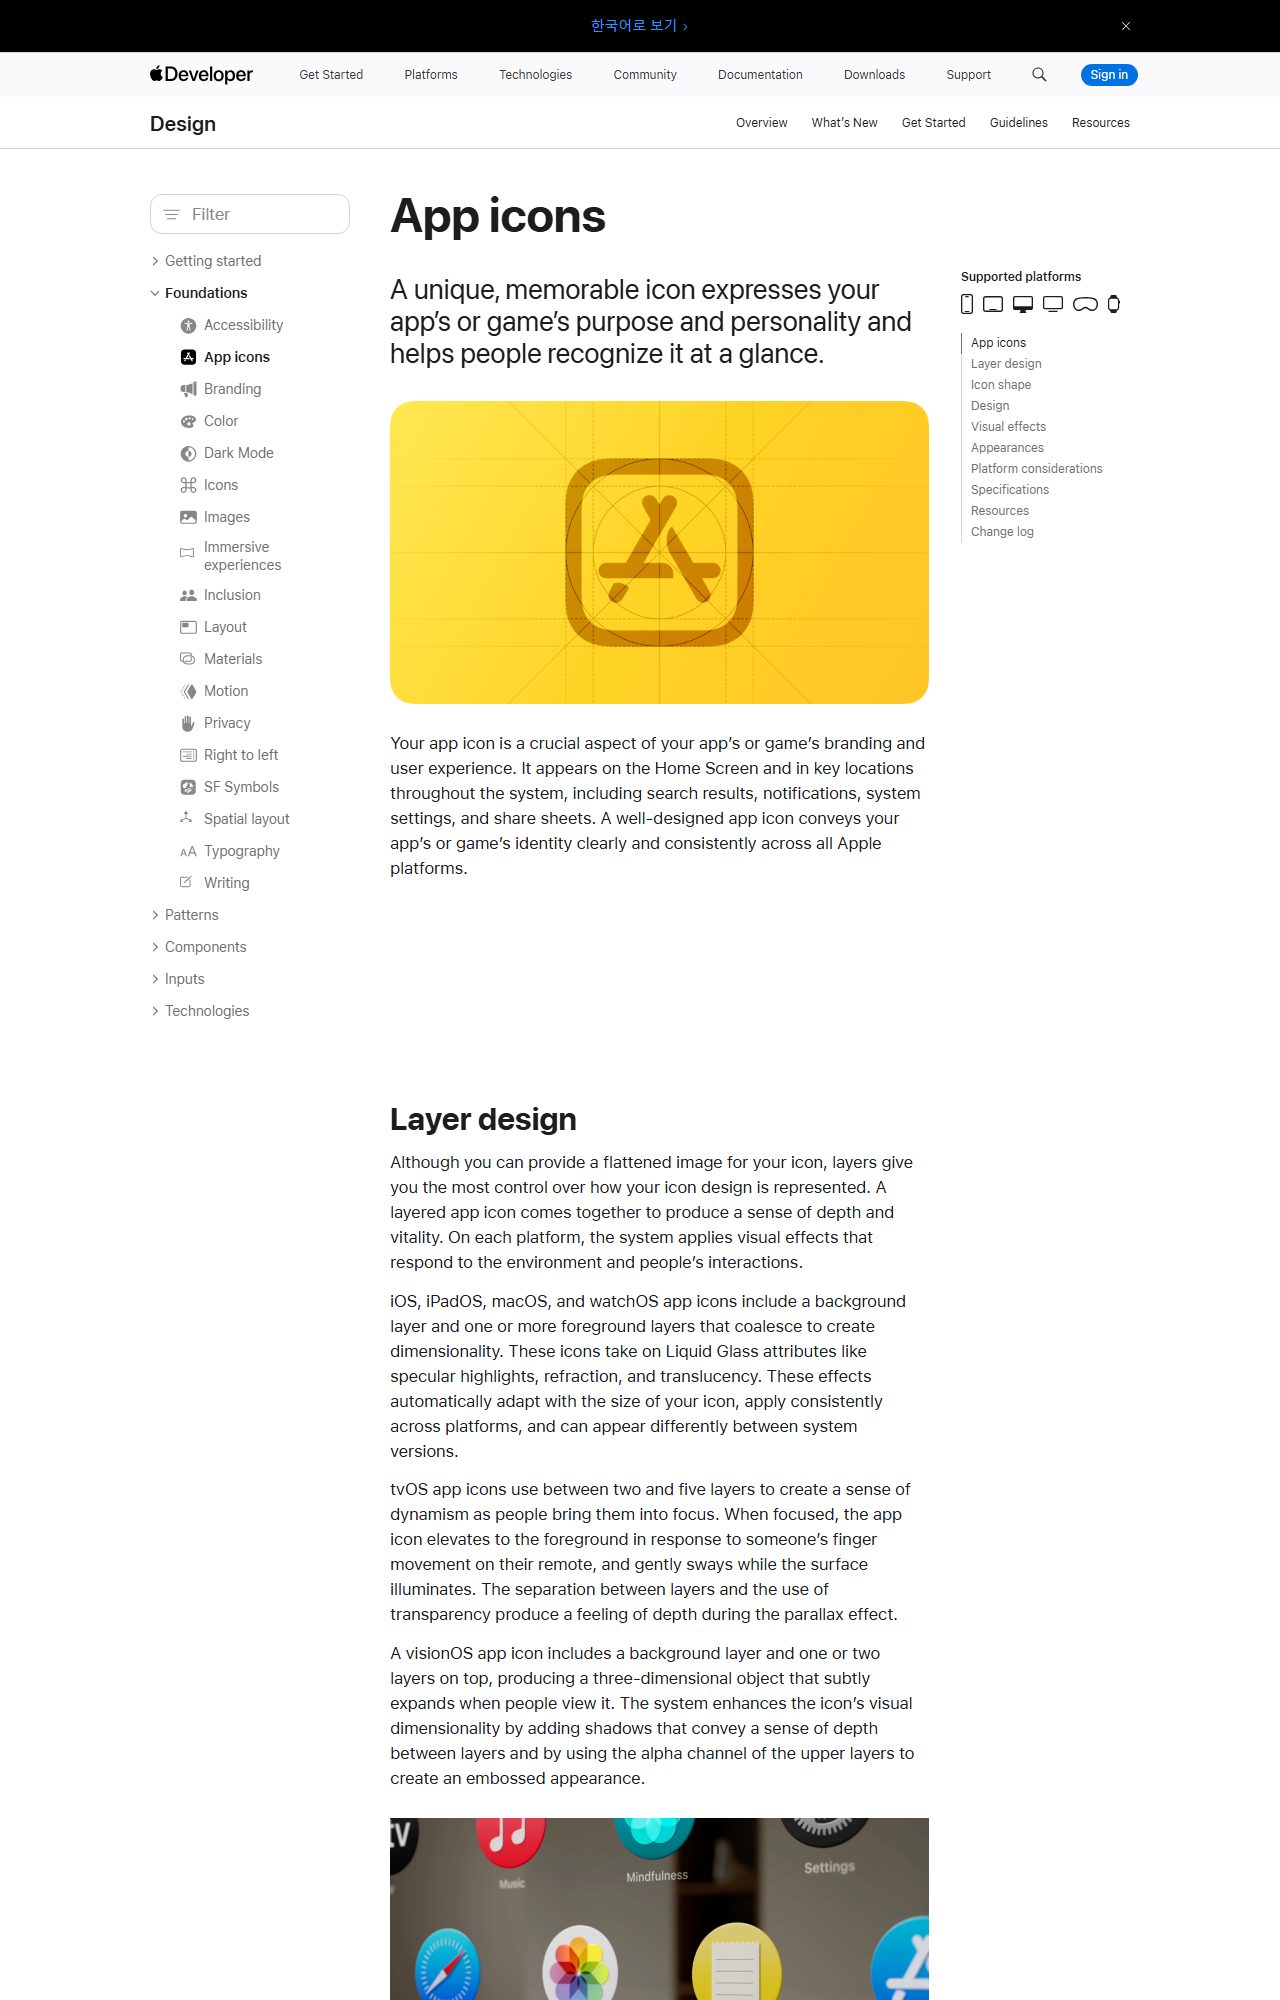 한국어로 보기 ›
Developer
Get Started
Platforms
Technologies
Community
Documentation
Downloads
Support
Sign in
Design
Overview
What’s New
Get Started
Guidelines
Resources
Filter
Getting started
Foundations
Accessibility
App icons
Branding
Color
Dark Mode
Icons
Images
Immersive
experiences
Inclusion
Layout
Materials
Motion
Privacy
Right to left
SF Symbols
Spatial layout
Typography
Writing
Patterns
Components
Inputs
Technologies
App icons
A unique, memorable icon expresses your
app’s or game’s purpose and personality and
helps people recognize it at a glance.
Supported platforms
App icons
Layer design
Icon shape
Design
Visual effects
Appearances
Platform considerations
Specifications
Resources
Change log
Your app icon is a crucial aspect of your app’s or game’s branding and
user experience. It appears on the Home Screen and in key locations
throughout the system, including search results, notifications, system
settings, and share sheets. A well-designed app icon conveys your
app’s or game’s identity clearly and consistently across all Apple
platforms.
Layer design
Although you can provide a flattened image for your icon, layers give
you the most control over how your icon design is represented. A
layered app icon comes together to produce a sense of depth and
vitality. On each platform, the system applies visual effects that
respond to the environment and people’s interactions.
iOS, iPadOS, macOS, and watchOS app icons include a background
layer and one or more foreground layers that coalesce to create
dimensionality. These icons take on Liquid Glass attributes like
specular highlights, refraction, and translucency. These effects
automatically adapt with the size of your icon, apply consistently
across platforms, and can appear differently between system
versions.
tvOS app icons use between two and five layers to create a sense of
dynamism as people bring them into focus. When focused, the app
icon elevates to the foreground in response to someone’s finger
movement on their remote, and gently sways while the surface
illuminates. The separation between layers and the use of
transparency produce a feeling of depth during the parallax effect.
A visionOS app icon includes a background layer and one or two
layers on top, producing a three-dimensional object that subtly
expands when people view it. The system enhances the icon’s visual
dimensionality by adding shadows that convey a sense of depth
between layers and by using the alpha channel of the upper layers to
create an embossed appearance.
tv
Music
Mindfulness
Settings